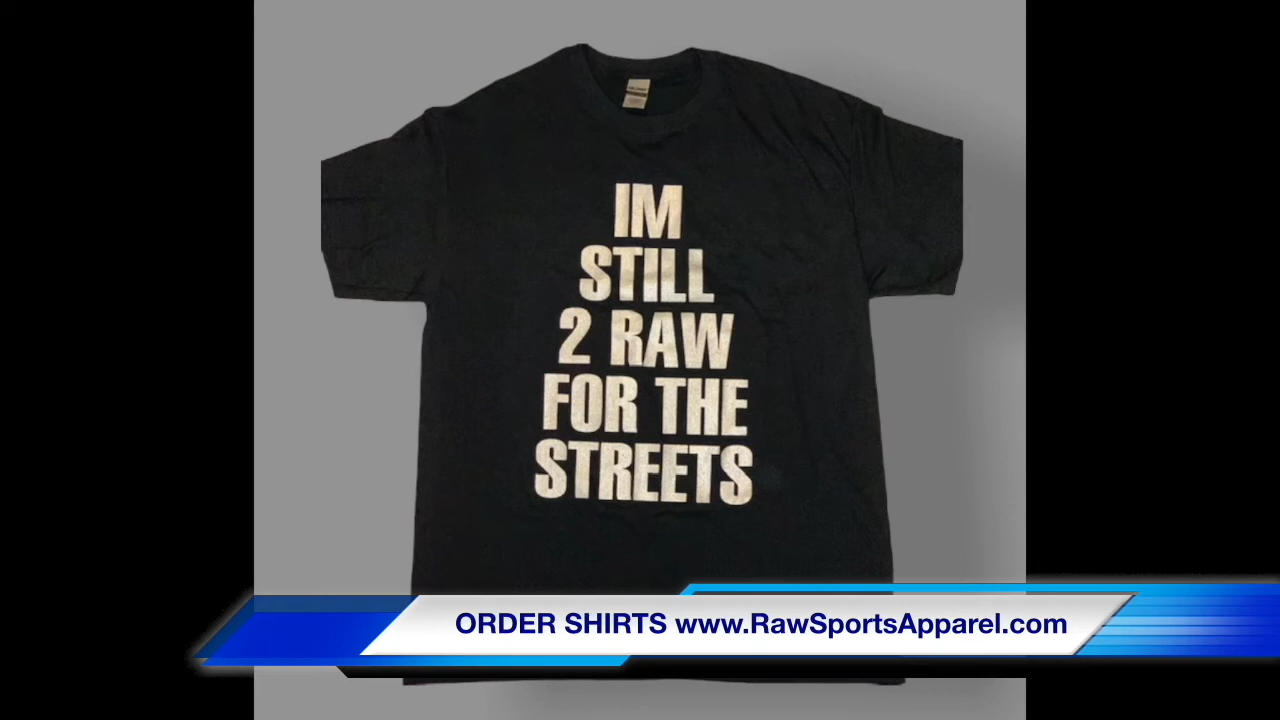 IM
STILL
2 RAW
FOR THE
STREETS
ORDER SHIRTS www.RawSportsApparel.com